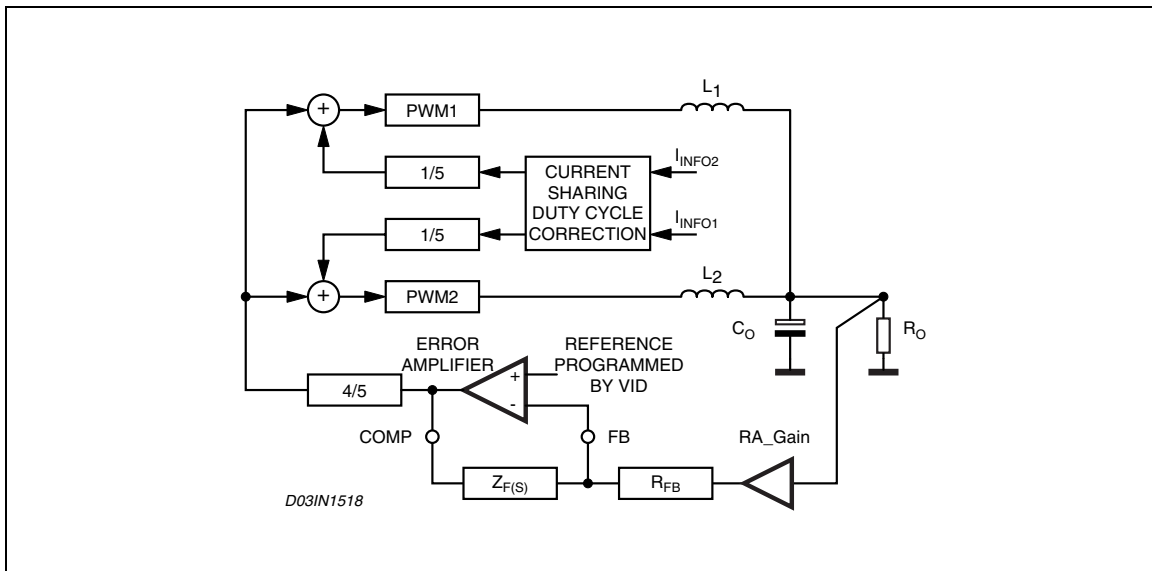 L1
PWM1
1/5
CURRENT
SHARING
DUTY CYCLE
CORRECTION
IINFO2
1/5
IINFO1
L2
PWM2
CO
RO
ERROR
AMPLIFIER
REFERENCE
PROGRAMMED
BY VID
4/5
COMP
FB
RA_Gain
ZF(S)
RFB
D03IN1518
+
+
+
-